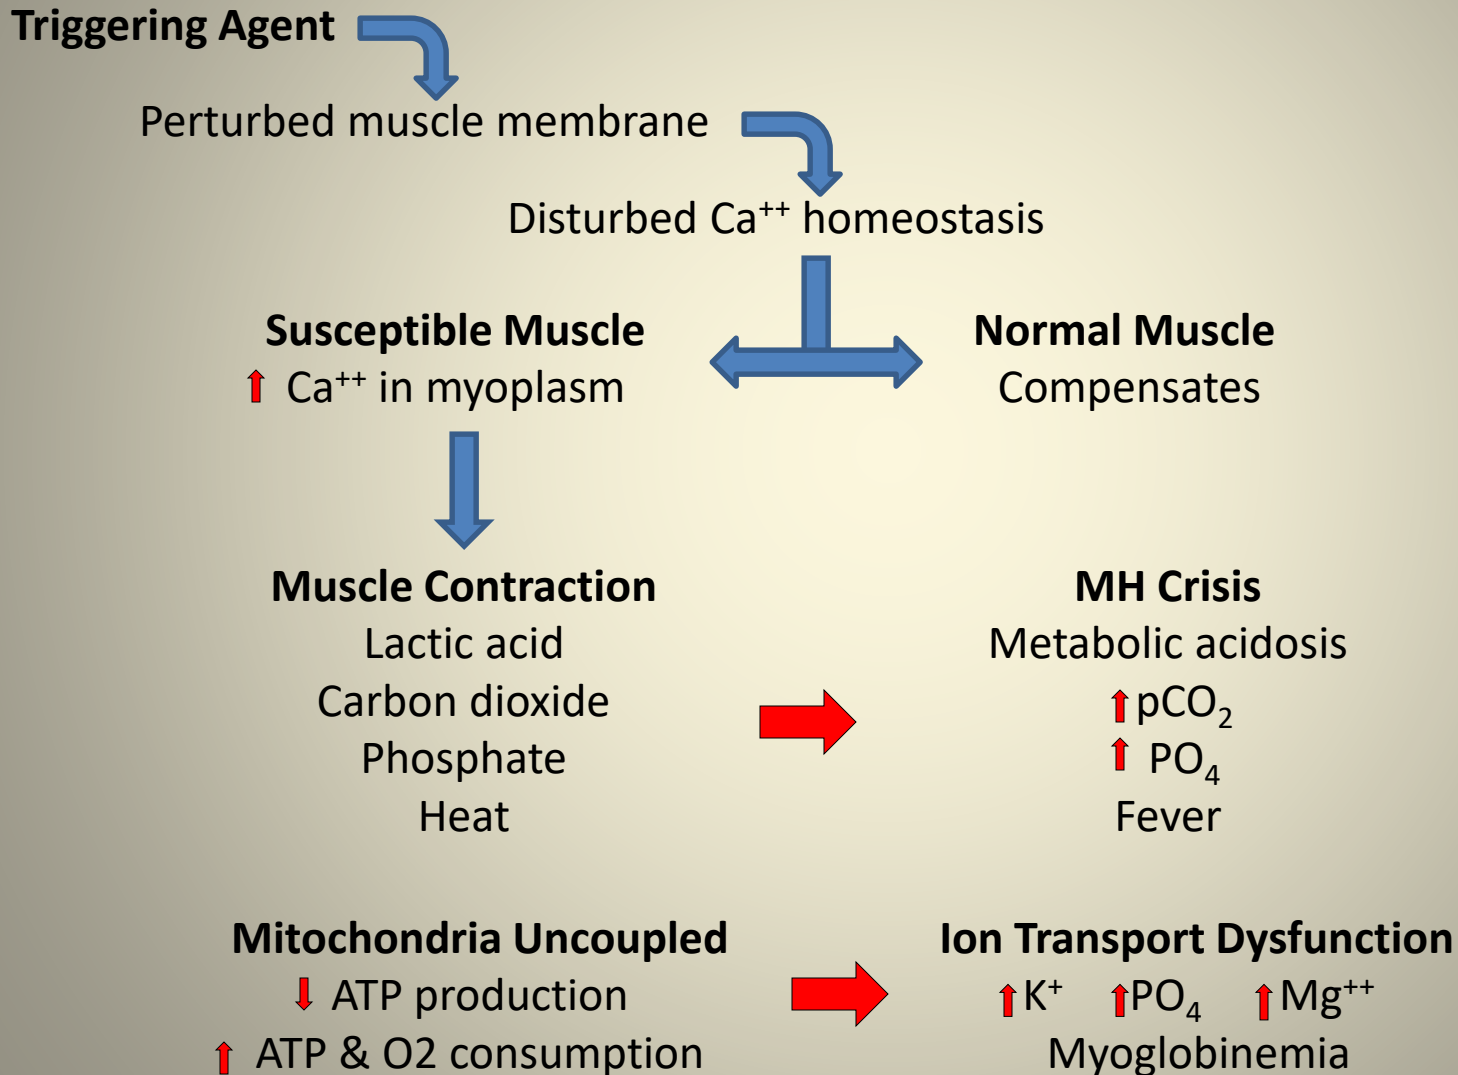 Triggering Agent
Perturbed muscle membrane
Disturbed Ca⁺⁺ homeostasis
Susceptible Muscle
Ca⁺⁺ in myoplasm
Normal Muscle
Compensates
Muscle Contraction
Lactic acid
Carbon dioxide
Phosphate
Heat
MH Crisis
Metabolic acidosis
pCO₂
PO₄
Fever
Mitochondria Uncoupled
ATP production
ATP & O2 consumption
Ion Transport Dysfunction
K⁺ PO₄ Mg⁺⁺
Myoglobinemia